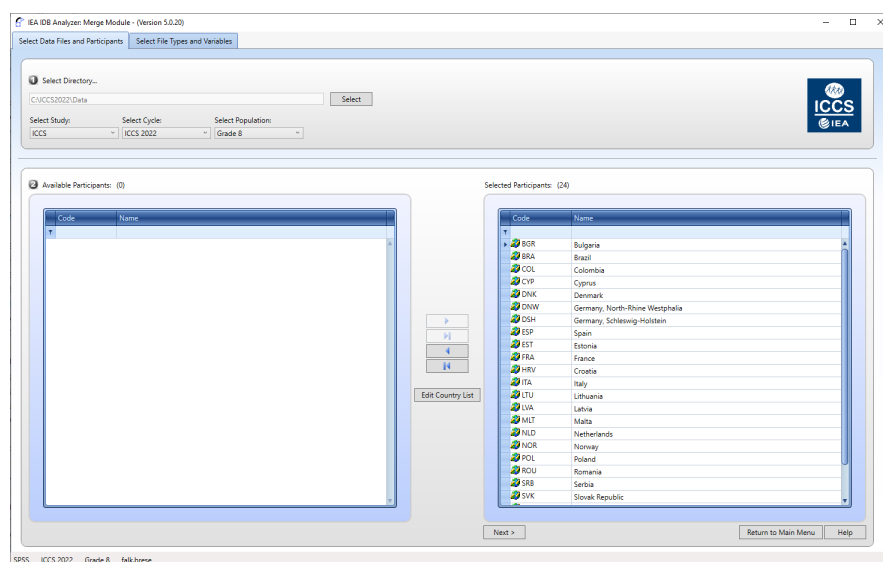 IEA IDB Analyzer: Merge Module - (Version 5.0.20)
Select Data Files and Participants Select File Types and Variables
1 Select Directory...
C:\ICCS2022\Data Select
Select Study: Select Cycle: Select Population:
ICCS ICCS 2022 Grade 8
ICCS
IEA
2 Available Participants: (0) Selected Participants: (24)
Code Name Code Name
BGR Bulgaria
BRA Brazil
COL Colombia
CYP Cyprus
DNK Denmark
DNW Germany, North-Rhine Westphalia
DSH Germany, Schleswig-Holstein
ESP Spain
EST Estonia
FRA France
HRV Croatia
ITA Italy
LTU Lithuania
LVA Latvia
MLT Malta
NLD Netherlands
NOR Norway
POL Poland
ROU Romania
SRB Serbia
SVK Slovak Republic
Edit Country List
Next > Return to Main Menu Help
SPSS ICCS 2022 Grade 8 falk.brese